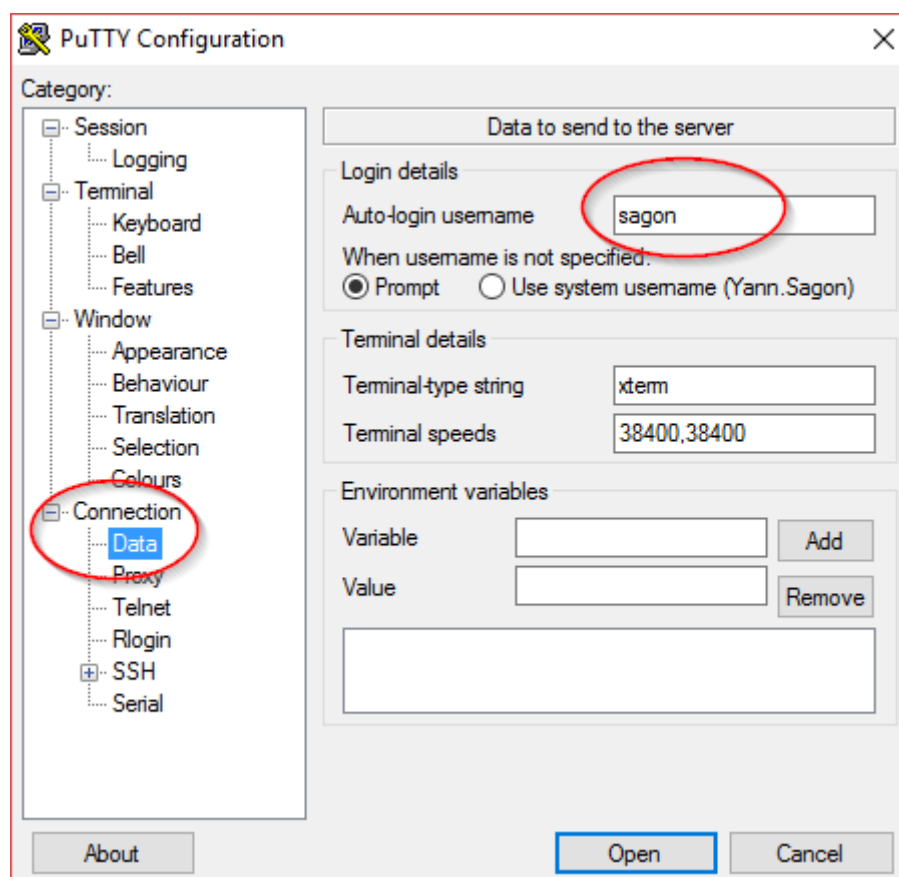 PuTTY Configuration
Category:
Session
Logging
Terminal
Keyboard
Bell
Features
Window
Appearance
Behaviour
Translation
Selection
Colours
Connection
Data
Proxy
Telnet
Rlogin
SSH
Serial
Data to send to the server
Login details
Auto-login username sagon
When username is not specified:
Prompt Use system username (Yann.Sagon)
Terminal details
Terminal-type string xterm
Terminal speeds 38400,38400
Environment variables
Variable Add
Value Remove
About Open Cancel